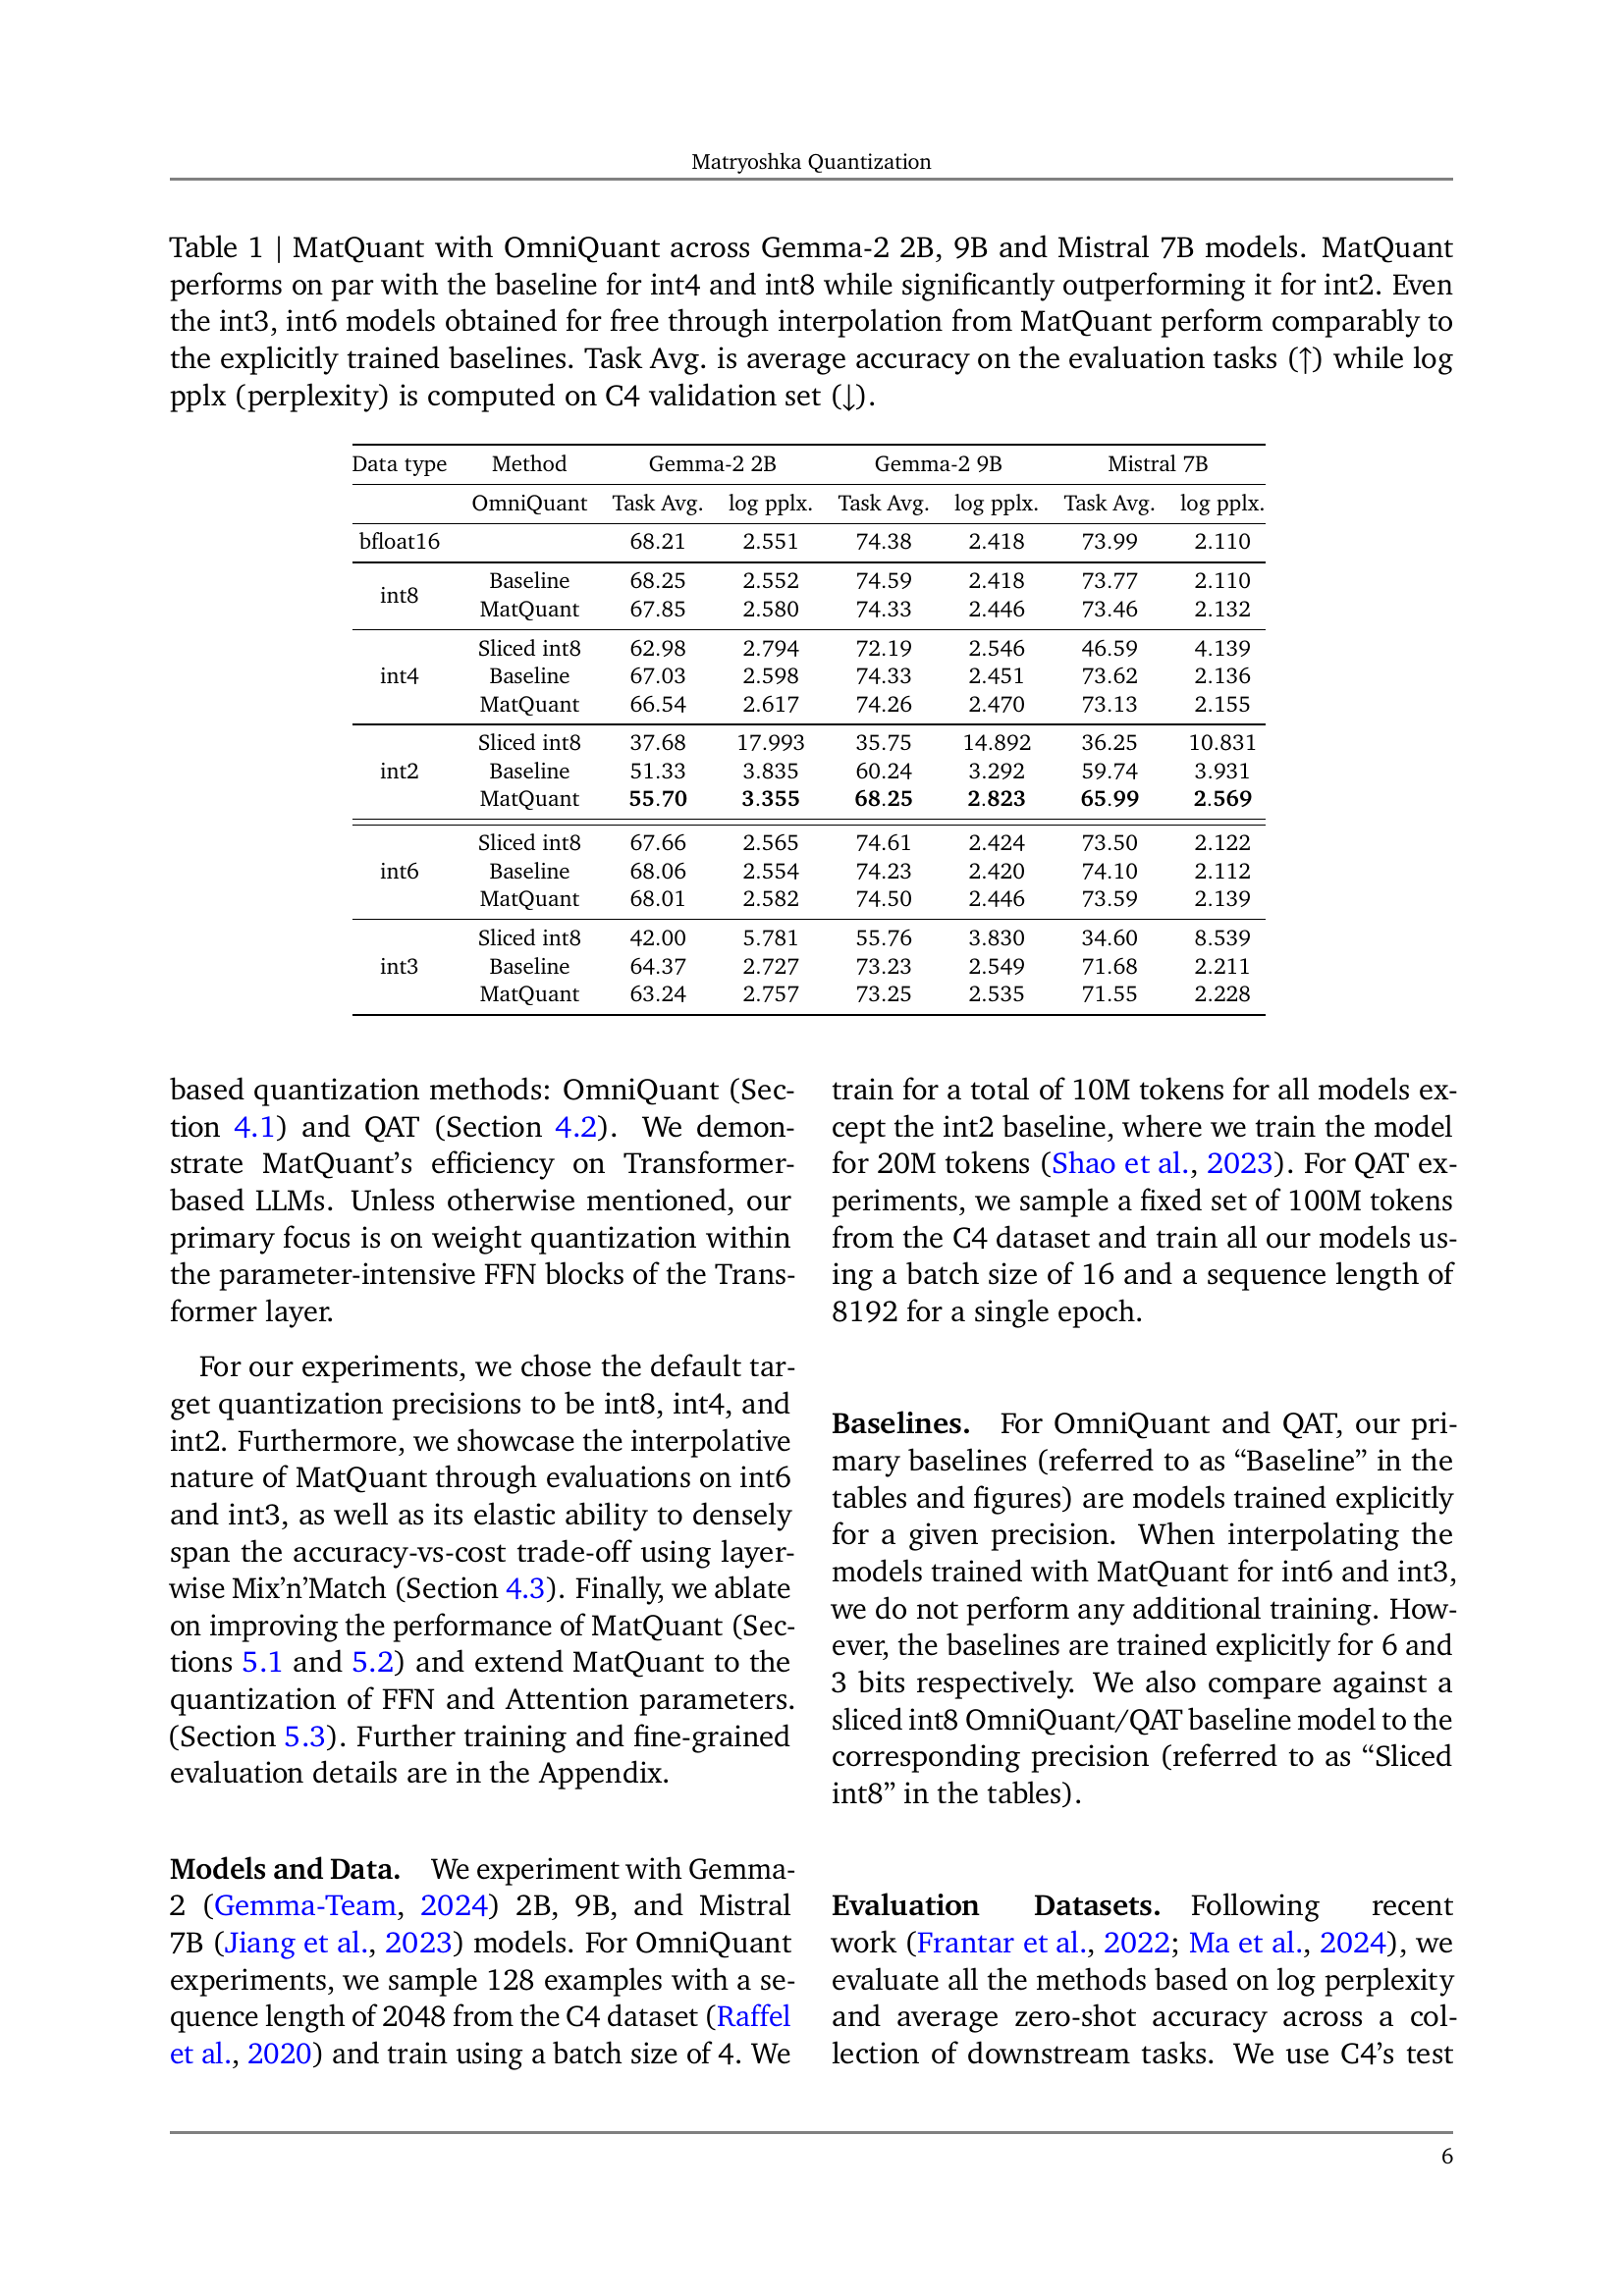 Matryoshka Quantization
Table 1 | MatQuant with OmniQuant across Gemma-2 2B, 9B and Mistral 7B models. MatQuant
performs on par with the baseline for int4 and int8 while significantly outperforming it for int2. Even
the int3, int6 models obtained for free through interpolation from MatQuant perform comparably to
the explicitly trained baselines. Task Avg. is average accuracy on the evaluation tasks (↑) while log
pplx (perplexity) is computed on C4 validation set (↓).
Data type Method Gemma-2 2B Gemma-2 9B Mistral 7B
OmniQuant Task Avg. log pplx. Task Avg. log pplx. Task Avg. log pplx.
bfloat16 68.21 2.551 74.38 2.418 73.99 2.110
int8 Baseline 68.25 2.552 74.59 2.418 73.77 2.110
MatQuant 67.85 2.580 74.33 2.446 73.46 2.132
Sliced int8 62.98 2.794 72.19 2.546 46.59 4.139
int4 Baseline 67.03 2.598 74.33 2.451 73.62 2.136
MatQuant 66.54 2.617 74.26 2.470 73.13 2.155
Sliced int8 37.68 17.993 35.75 14.892 36.25 10.831
int2 Baseline 51.33 3.835 60.24 3.292 59.74 3.931
MatQuant 55.70 3.355 68.25 2.823 65.99 2.569
Sliced int8 67.66 2.565 74.61 2.424 73.50 2.122
int6 Baseline 68.06 2.554 74.23 2.420 74.10 2.112
MatQuant 68.01 2.582 74.50 2.446 73.59 2.139
Sliced int8 42.00 5.781 55.76 3.830 34.60 8.539
int3 Baseline 64.37 2.727 73.23 2.549 71.68 2.211
MatQuant 63.24 2.757 73.25 2.535 71.55 2.228
based quantization methods: OmniQuant (Sec-
tion 4.1) and QAT (Section 4.2). We demon-
strate MatQuant's efficiency on Transformer-
based LLMs. Unless otherwise mentioned, our
primary focus is on weight quantization within
the parameter-intensive FFN blocks of the Trans-
former layer.
For our experiments, we chose the default tar-
get quantization precisions to be int8, int4, and
int2. Furthermore, we showcase the interpolative
nature of MatQuant through evaluations on int6
and int3, as well as its elastic ability to densely
span the accuracy-vs-cost trade-off using layer-
wise Mix'n'Match (Section 4.3). Finally, we ablate
on improving the performance of MatQuant (Sec-
tions 5.1 and 5.2) and extend MatQuant to the
quantization of FFN and Attention parameters.
(Section 5.3). Further training and fine-grained
evaluation details are in the Appendix.
Models and Data. We experiment with Gemma-
2 (Gemma-Team, 2024) 2B, 9B, and Mistral
7B (Jiang et al., 2023) models. For OmniQuant
experiments, we sample 128 examples with a se-
quence length of 2048 from the C4 dataset (Raffel
et al., 2020) and train using a batch size of 4. We
train for a total of 10M tokens for all models ex-
cept the int2 baseline, where we train the model
for 20M tokens (Shao et al., 2023). For QAT ex-
periments, we sample a fixed set of 100M tokens
from the C4 dataset and train all our models us-
ing a batch size of 16 and a sequence length of
8192 for a single epoch.
Baselines. For OmniQuant and QAT, our pri-
mary baselines (referred to as “Baseline” in the
tables and figures) are models trained explicitly
for a given precision. When interpolating the
models trained with MatQuant for int6 and int3,
we do not perform any additional training. How-
ever, the baselines are trained explicitly for 6 and
3 bits respectively. We also compare against a
sliced int8 OmniQuant/QAT baseline model to the
corresponding precision (referred to as “Sliced
int8” in the tables).
Evaluation Datasets. Following recent
work (Frantar et al., 2022; Ma et al., 2024), we
evaluate all the methods based on log perplexity
and average zero-shot accuracy across a col-
lection of downstream tasks. We use C4's test
6